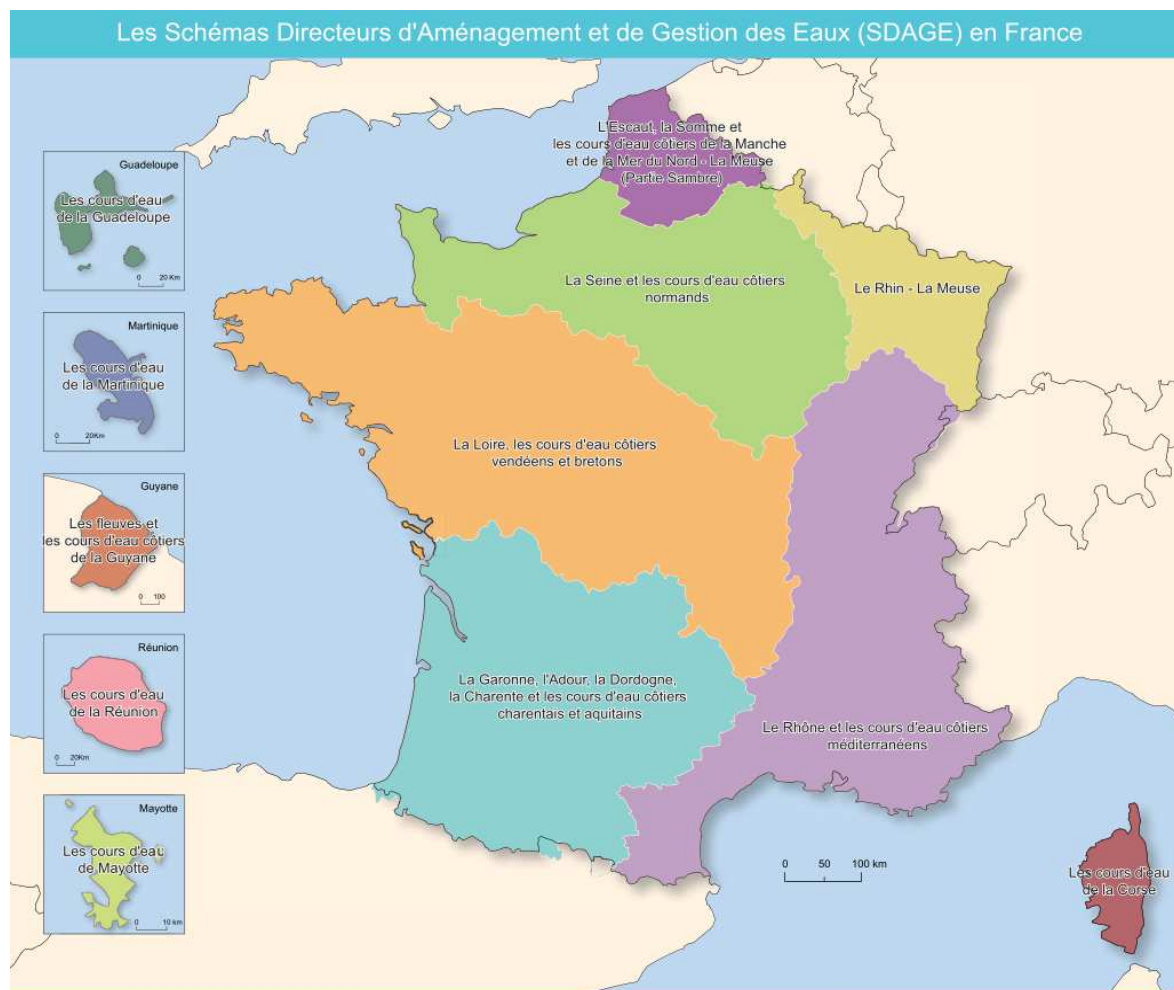 Les Schémas Directeurs d'Aménagement et de Gestion des Eaux (SDAGE) en France
L'Escaut, la Somme et
les cours d'eau côtiers de la Manche
et de la Mer du Nord - La Meuse
(Partie Sambre)
Guadeloupe
Les cours d'eau
de la Guadeloupe
0 20 Km
La Seine et les cours d'eau côtiers
normands
Le Rhin - La Meuse
Martinique
Les cours d'eau
de la Martinique
0 20Km
La Loire, les cours d'eau côtiers
vendéens et bretons
Guyane
Les fleuves et
les cours d'eau côtiers
de la Guyane
0 100
Réunion
Les cours d'eau
de la Réunion
0 20Km
La Garonne, l'Adour, la Dordogne,
la Charente et les cours d'eau côtiers
charentais et aquitains
Le Rhône et les cours d'eau côtiers
méditerranéens
Mayotte
Les cours d'eau
de Mayotte
0 10 km
0 50 100 km
Les cours d'eau
de la Corse